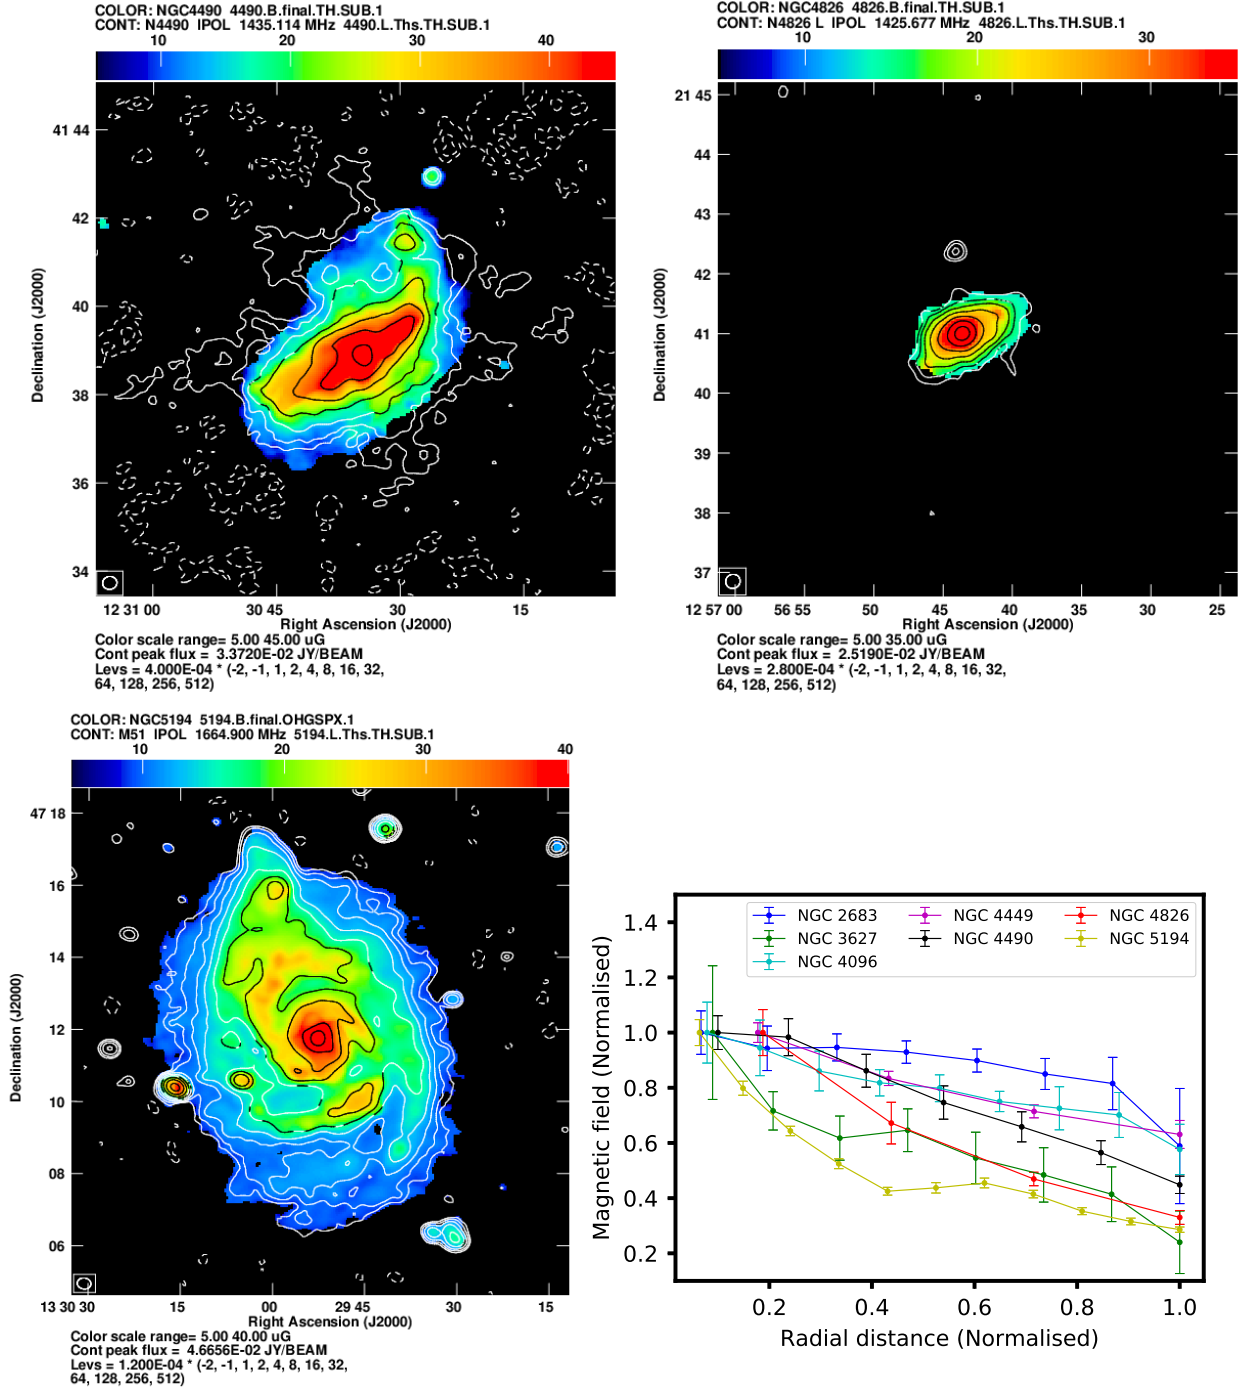 COLOR: NGC4490 4490.B.final.TH.SUB.1
CONT: N4490 IPOL 1435.114 MHz 4490.L.Ths.TH.SUB.1
10 20 30 40
41 44
42
40
38
36
34
Declination (J2000)
12 31 00 30 45 30 15
Right Ascension (J2000)
Color scale range= 5.00 45.00 uG
Cont peak flux = 3.3720E-02 JY/BEAM
Levs = 4.000E-04 * (-2, -1, 1, 2, 4, 8, 16, 32,
64, 128, 256, 512)
COLOR: NGC4826 4826.B.final.TH.SUB.1
CONT: N4826 L IPOL 1425.677 MHz 4826.L.Ths.TH.SUB.1
10 20 30
21 45
44
43
42
41
40
39
38
37
Declination (J2000)
12 57 00 56 55 50 45 40 35 30 25
Right Ascension (J2000)
Color scale range= 5.00 35.00 uG
Cont peak flux = 2.5190E-02 JY/BEAM
Levs = 2.800E-04 * (-2, -1, 1, 2, 4, 8, 16, 32,
64, 128, 256, 512)
COLOR: NGC5194 5194.B.final.OHGSPX.1
CONT: M51 IPOL 1664.900 MHz 5194.L.Ths.TH.SUB.1
10 20 30 40
47 18
16
14
12
10
08
06
Declination (J2000)
13 30 30 15 00 29 45 30 15
Right Ascension (J2000)
Color scale range= 5.00 40.00 uG
Cont peak flux = 4.6656E-02 JY/BEAM
Levs = 1.200E-04 * (-2, -1, 1, 2, 4, 8, 16, 32,
64, 128, 256, 512)
NGC 2683 NGC 4449 NGC 4826
NGC 3627 NGC 4490 NGC 5194
NGC 4096
1.4
1.2
1.0
0.8
0.6
0.4
0.2
Magnetic field (Normalised)
0.2 0.4 0.6 0.8 1.0
Radial distance (Normalised)